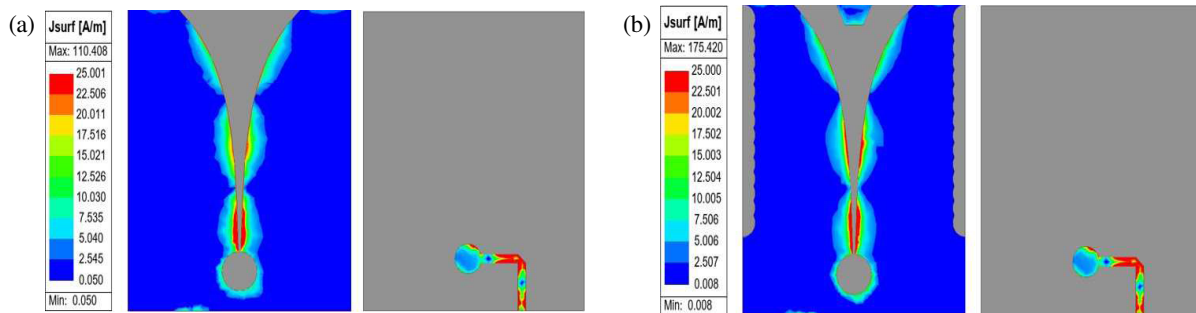 (a)
Jsurf [A/m]
Max: 110.408
25.001
22.506
20.011
17.516
15.021
12.526
10.030
7.535
5.040
2.545
0.050
Min: 0.050
(b)
Jsurf [A/m]
Max: 175.420
25.000
22.501
20.002
17.502
15.003
12.504
10.005
7.506
5.006
2.507
0.008
Min: 0.008